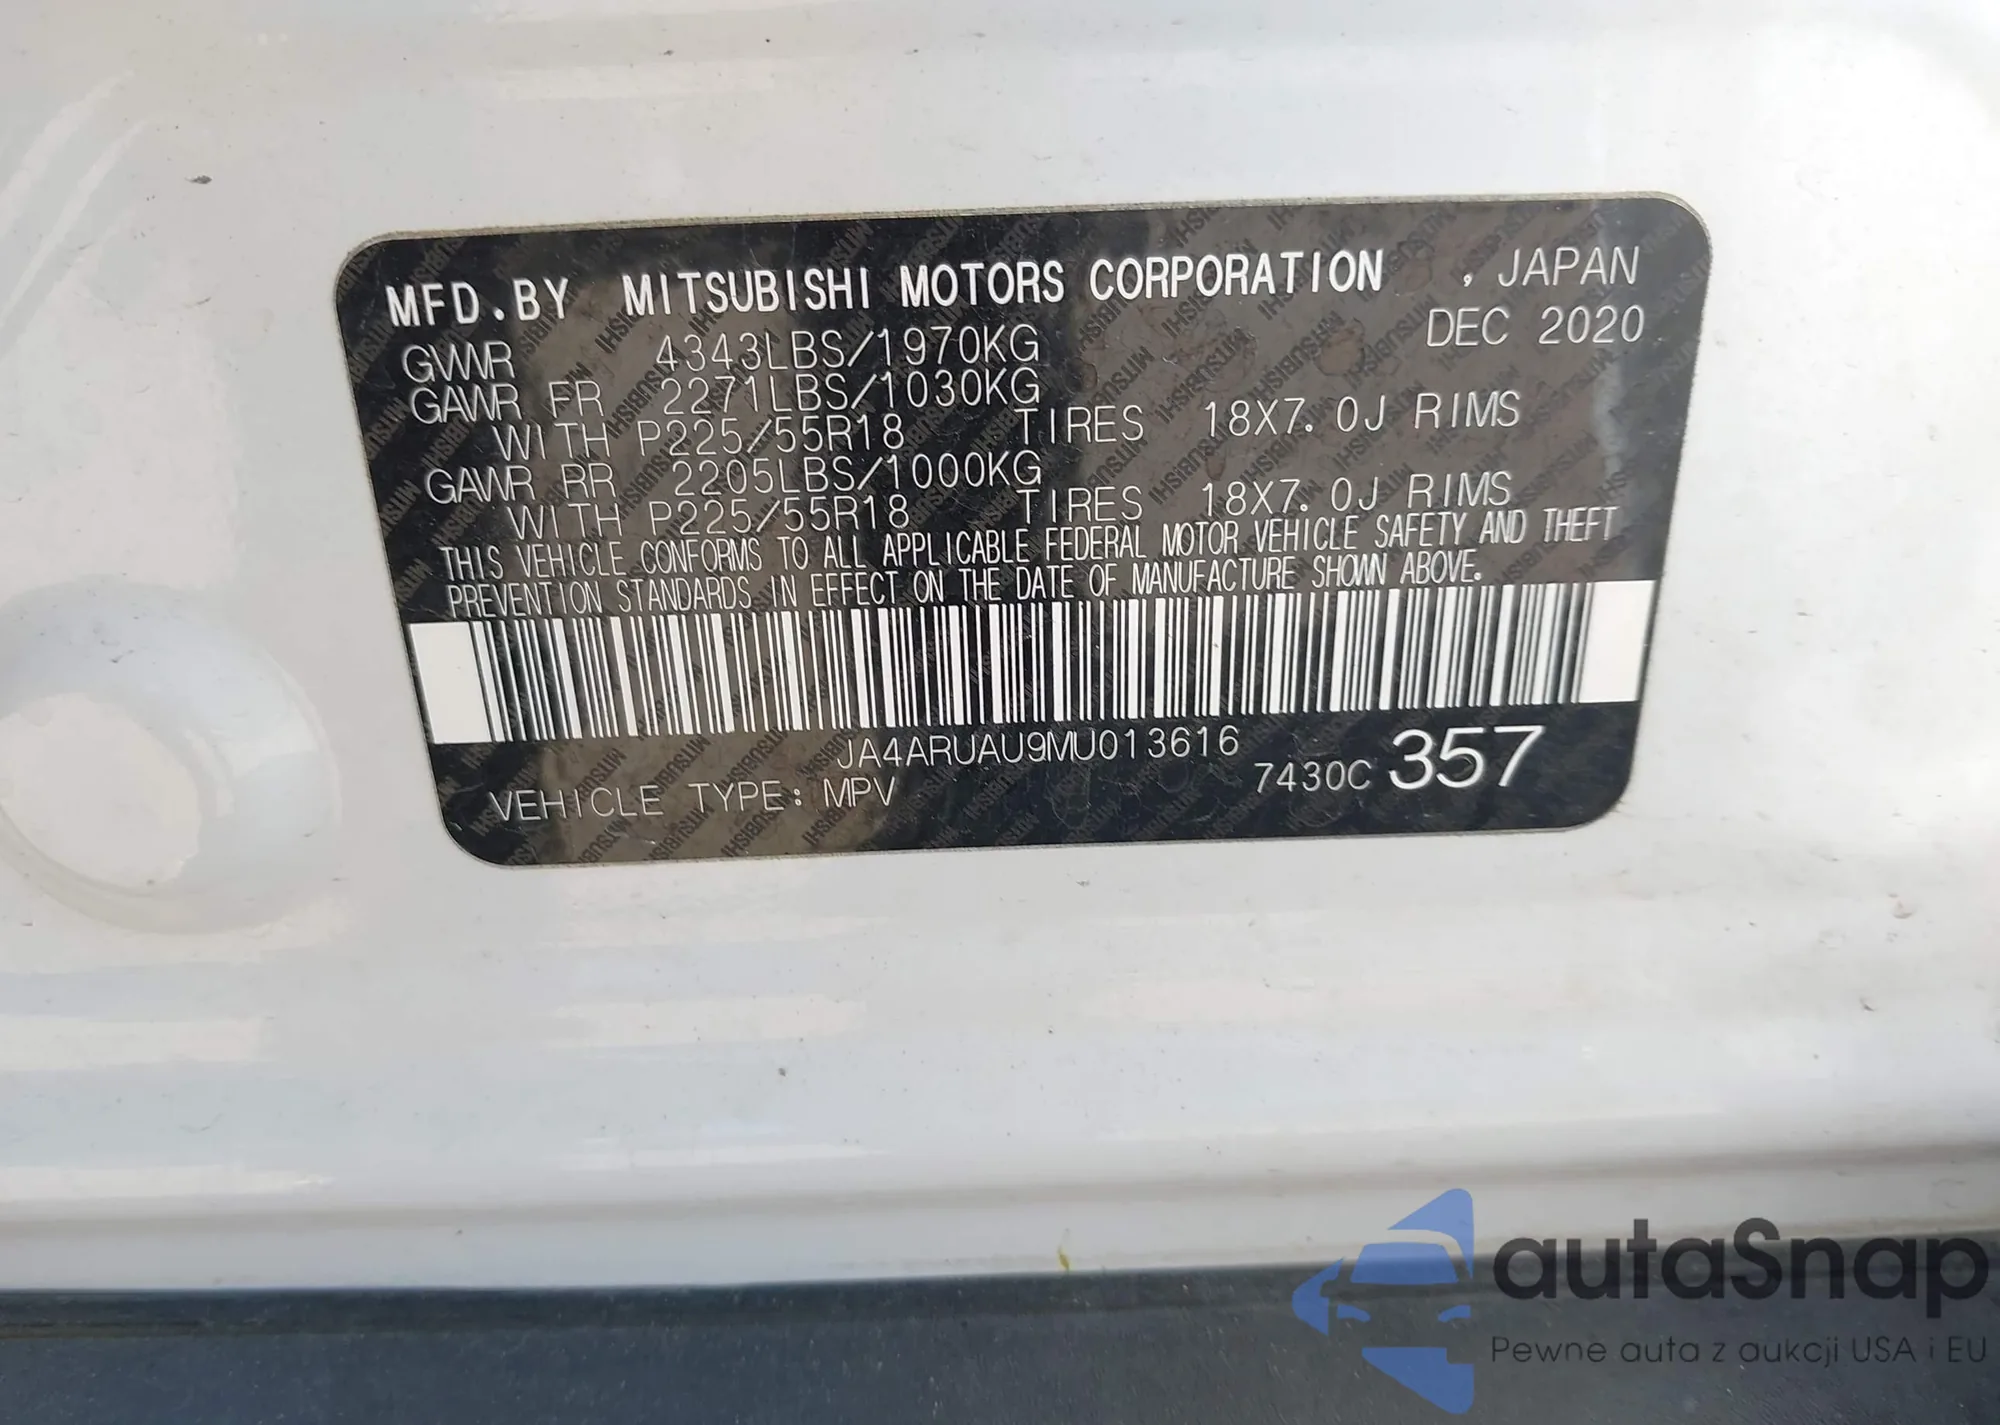 MFD.BY MITSUBISHI MOTORS CORPORATION , JAPAN
GVWR 4343LBS/1970KG DEC 2020
GAWR FR 2271LBS/1030KG
WITH P225/55R18 TIRES 18X7.0J RIMS
GAWR RR 2205LBS/1000KG
WITH P225/55R18 TIRES 18X7.0J RIMS
THIS VEHICLE CONFORMS TO ALL APPLICABLE FEDERAL MOTOR VEHICLE SAFETY AND THEFT
PREVENTION STANDARDS IN EFFECT ON THE DATE OF MANUFACTURE SHOWN ABOVE.
JA4ARUAU9MU013616
VEHICLE TYPE: MPV 7430C 357
autaSnap
Pewne auta z aukcji USA i EU